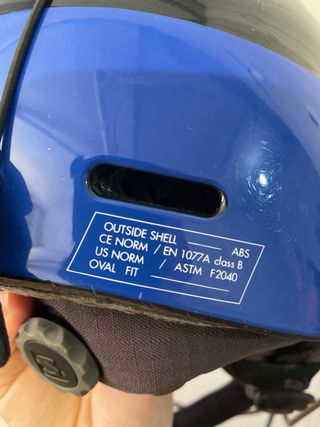 OUTSIDE SHELL ABS
CE NORM / EN 1077A class B
US NORM / ASTM F2040
OVAL FIT